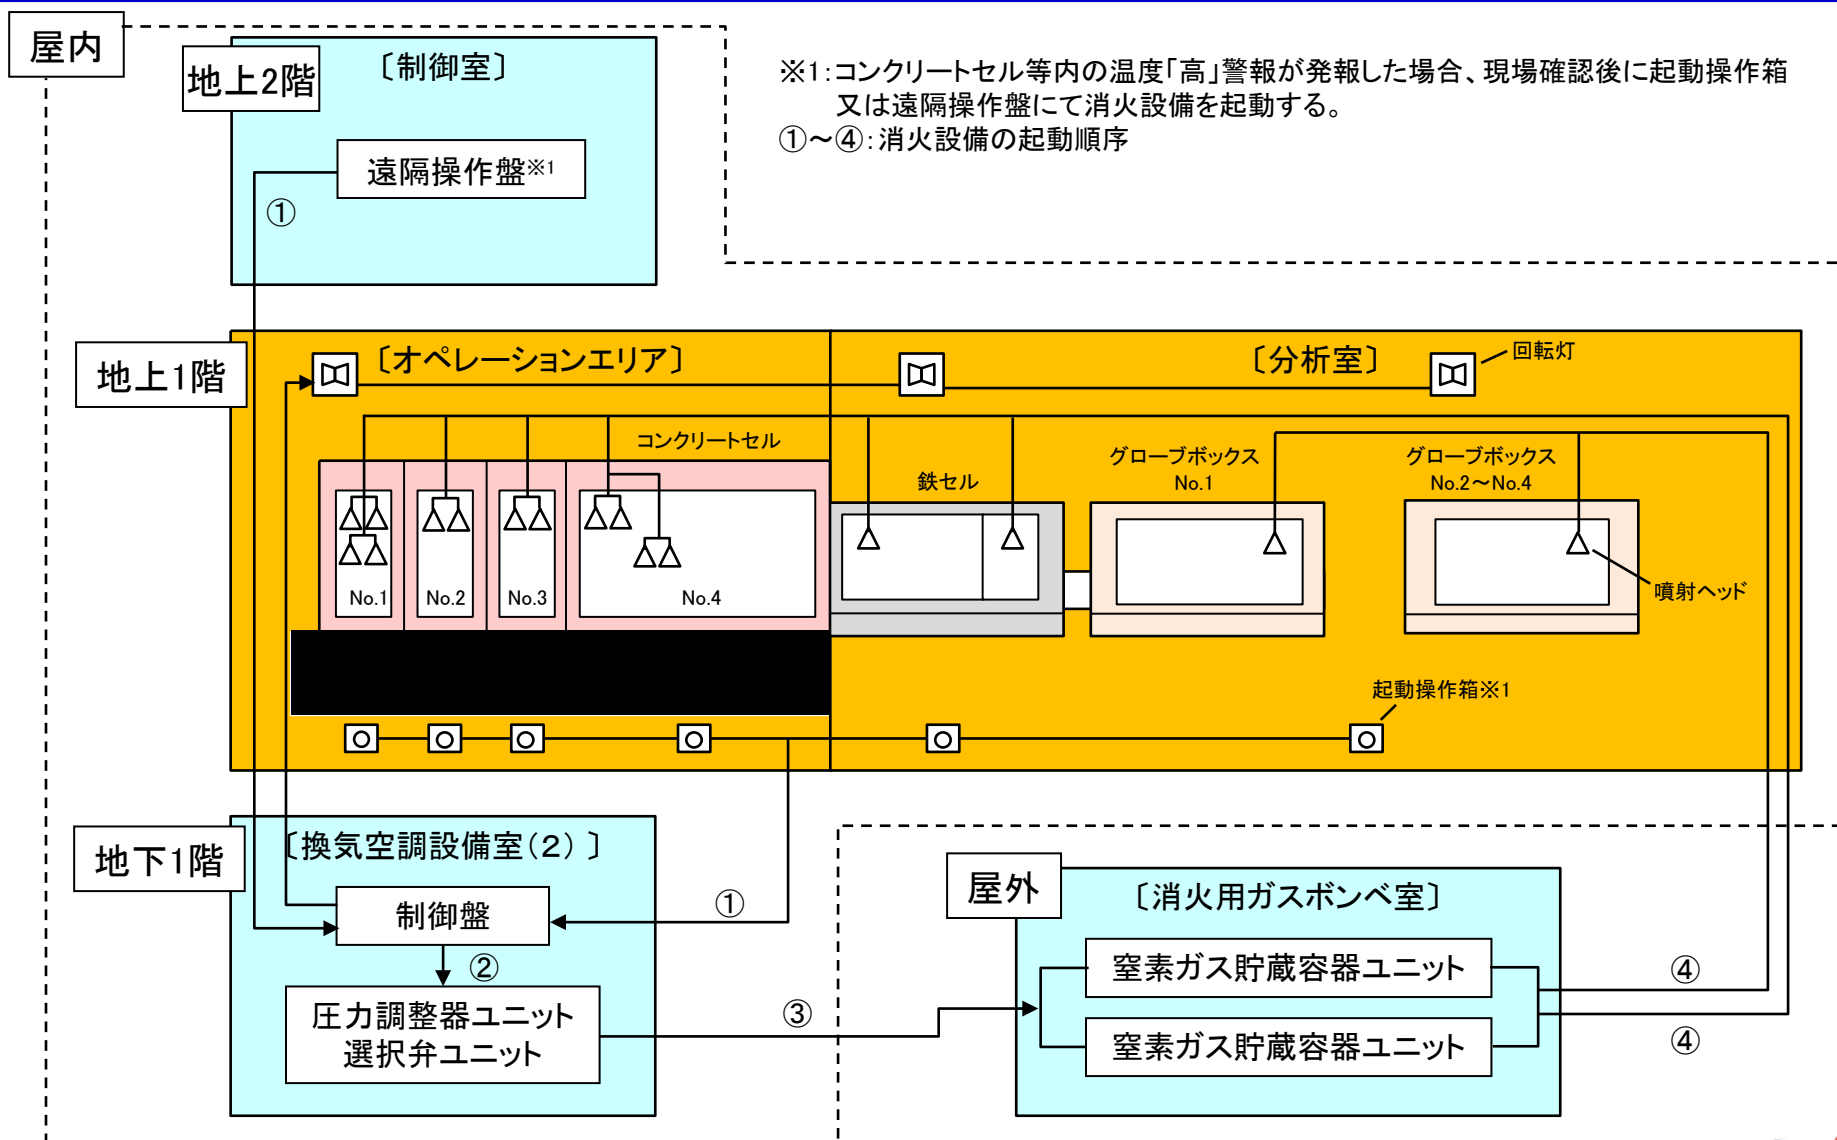 屋内
地上2階
〔制御室〕
遠隔操作盤※1
①
※1:コンクリートセル等内の温度「高」警報が発報した場合、現場確認後に起動操作箱
又は遠隔操作盤にて消火設備を起動する。
①～④:消火設備の起動順序
地上1階
〔オペレーションエリア〕
〔分析室〕
回転灯
コンクリートセル
鉄セル
グローブボックス
No.1
グローブボックス
No.2～No.4
No.1
No.2
No.3
No.4
噴射ヘッド
起動操作箱※1
地下1階
〔換気空調設備室(2)〕
制御盤
①
②
圧力調整器ユニット
選択弁ユニット
③
屋外
〔消火用ガスボンベ室〕
窒素ガス貯蔵容器ユニット
窒素ガス貯蔵容器ユニット
④
④